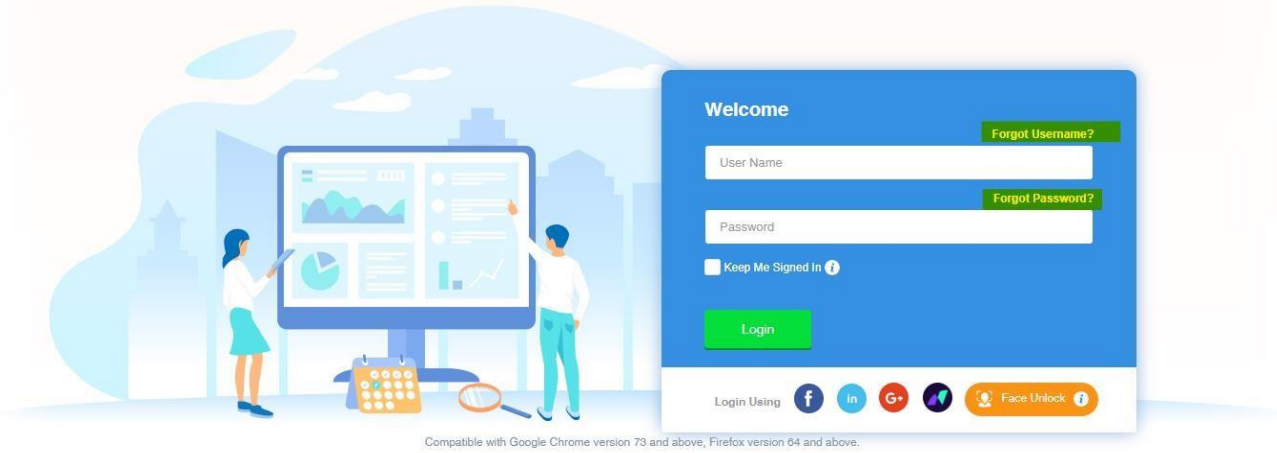 Welcome
Forgot Username?
User Name
Forgot Password?
Password
Keep Me Signed In i
Login
Login Using f in G+ Face Unlock i
Compatible with Google Chrome version 73 and above, Firefox version 64 and above.